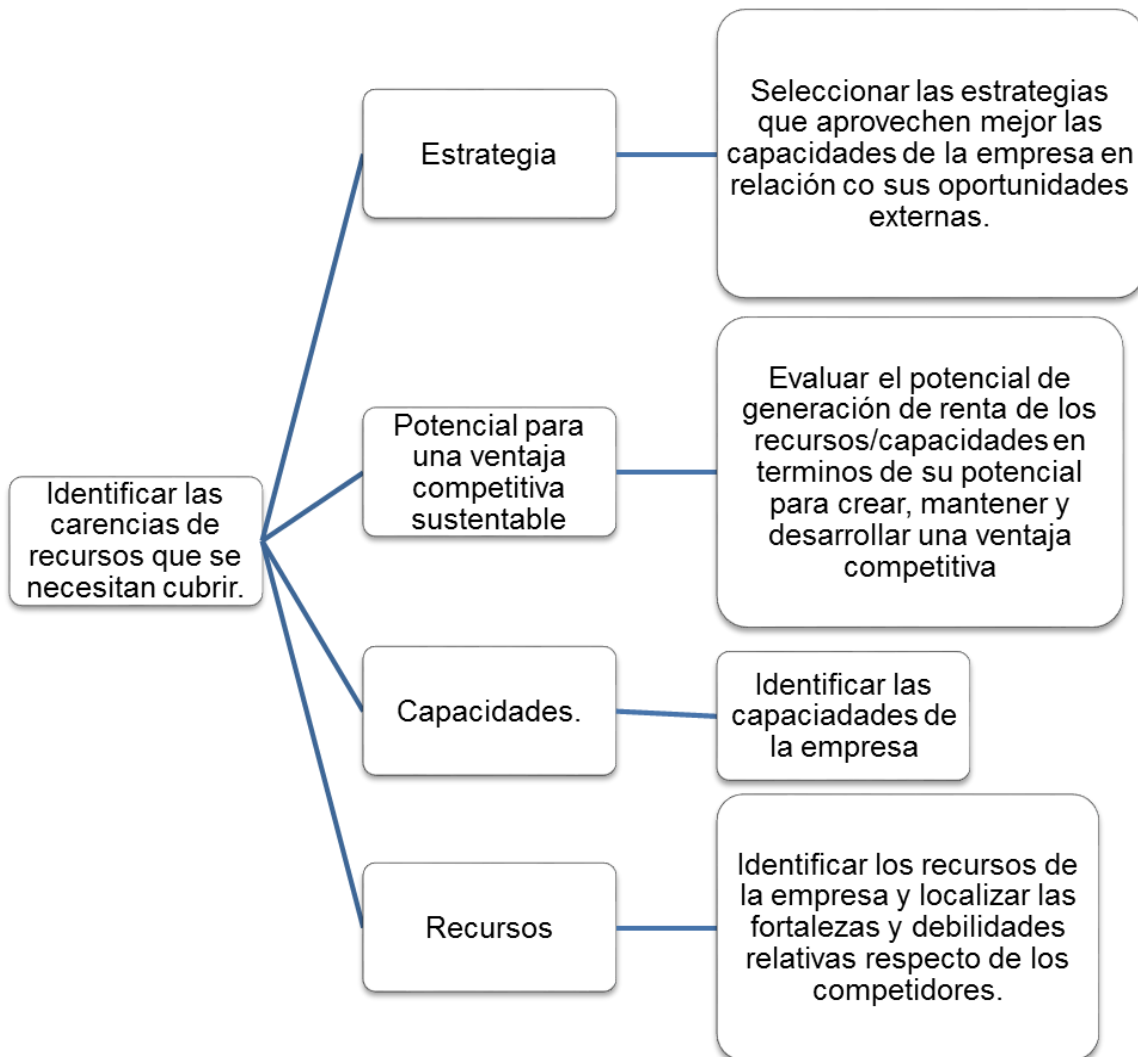 Identificar las
carencias de
recursos que se
necesitan cubrir.
Estrategia
Seleccionar las estrategias
que aprovechen mejor las
capacidades de la empresa en
relación co sus oportunidades
externas.
Potencial para
una ventaja
competitiva
sustentable
Evaluar el potencial de
generación de renta de los
recursos/capacidades en
terminos de su potencial
para crear, mantener y
desarrollar una ventaja
competitiva
Capacidades.
Identificar las
capaciadades de
la empresa
Recursos
Identificar los recursos de
la empresa y localizar las
fortalezas y debilidades
relativas respecto de los
competidores.